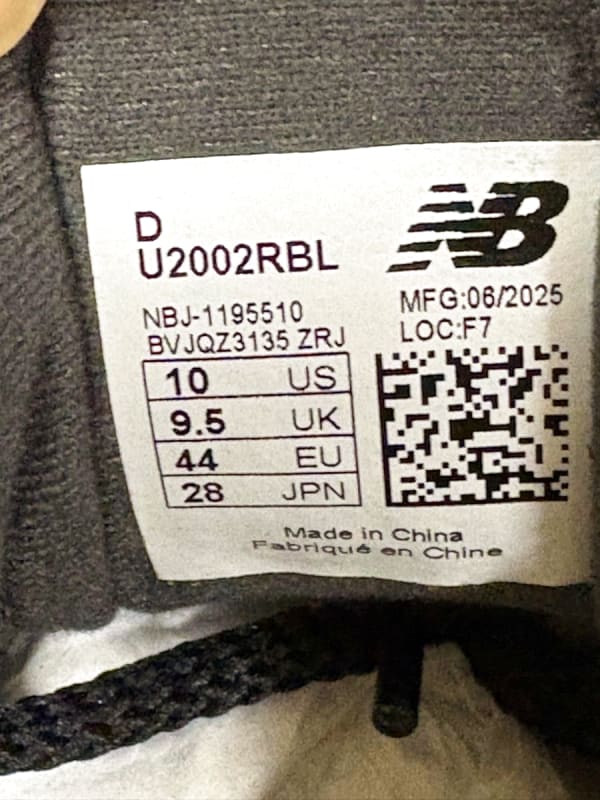 D
U2002RBL
NB
NBJ-1195510
BVJQZ3135 ZRJ
MFG:06/2025
LOC:F7
10 US
9.5 UK
44 EU
28 JPN
Made in China
Fabriqué en Chine